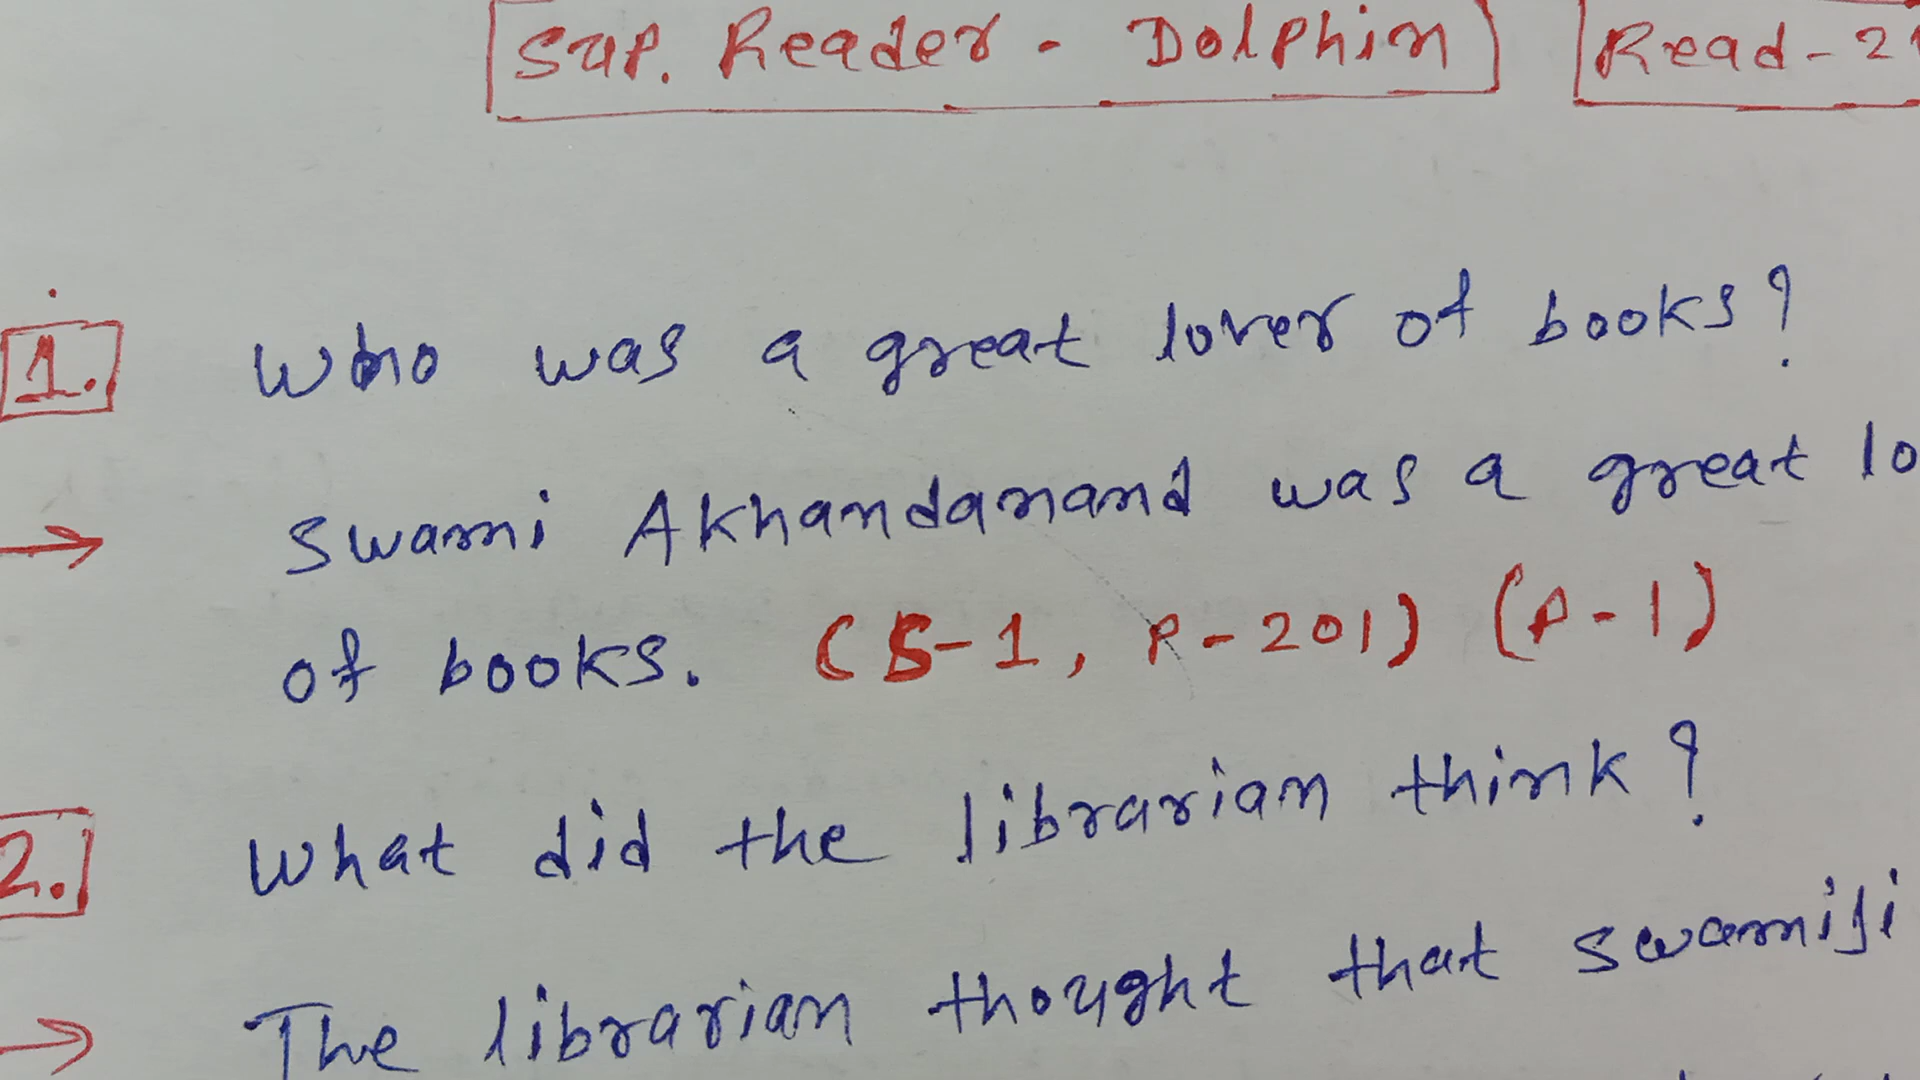 Sup. Reader - Dolphin Read-2
1. Who was a great lover of books?
→ Swami Akhandanand was a great lo
of books. (S-1, P-201) (P-1)
2. What did the librarian think?
→ The librarian thought that swamiji